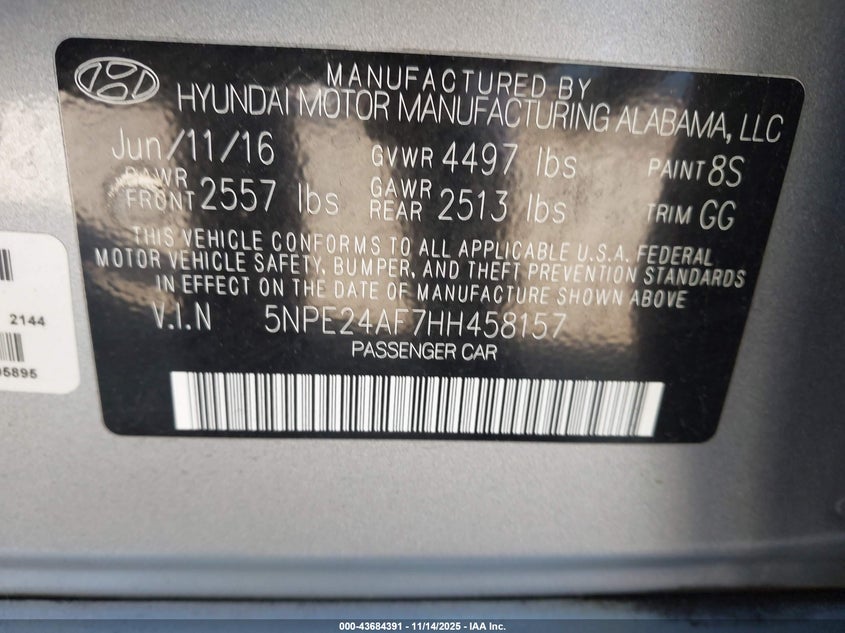 MANUFACTURED BY
HYUNDAI MOTOR MANUFACTURING ALABAMA, LLC
Jun/11/16 GVWR 4497 lbs PAINT 8S
GAWR FRONT 2557 lbs GAWR REAR 2513 lbs TRIM GG
THIS VEHICLE CONFORMS TO ALL APPLICABLE U.S.A. FEDERAL
MOTOR VEHICLE SAFETY, BUMPER, AND THEFT PREVENTION STANDARDS
IN EFFECT ON THE DATE OF MANUFACTURE SHOWN ABOVE
V.I.N 5NPE24AF7HH458157
PASSENGER CAR
2144
5895
000-43684391 - 11/14/2025 - IAA Inc.